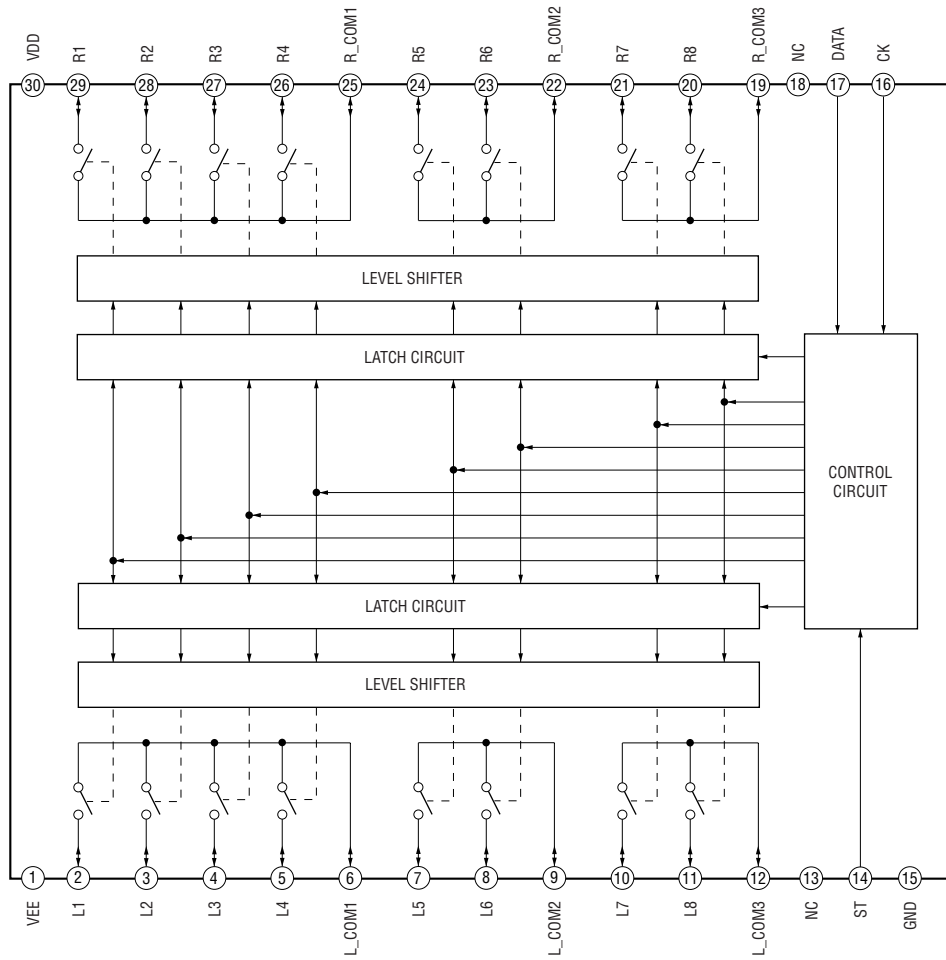 VDD
R1
R2
R3
R4
R_COM1
R5
R6
R_COM2
R7
R8
R_COM3
NC
DATA
CK
30
29
28
27
26
25
24
23
22
21
20
19
18
17
16
LEVEL SHIFTER
LATCH CIRCUIT
CONTROL
CIRCUIT
LATCH CIRCUIT
LEVEL SHIFTER
1
2
3
4
5
6
7
8
9
10
11
12
13
14
15
VEE
L1
L2
L3
L4
L_COM1
L5
L6
L_COM2
L7
L8
L_COM3
NC
ST
GND